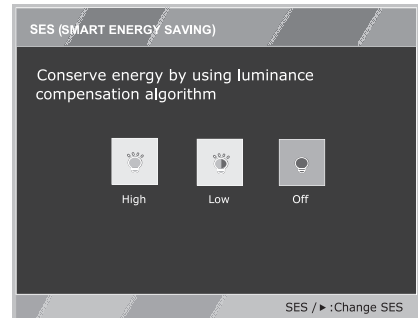 SES (SMART ENERGY SAVING)
Conserve energy by using luminance
compensation algorithm
High Low Off
SES / ► :Change SES